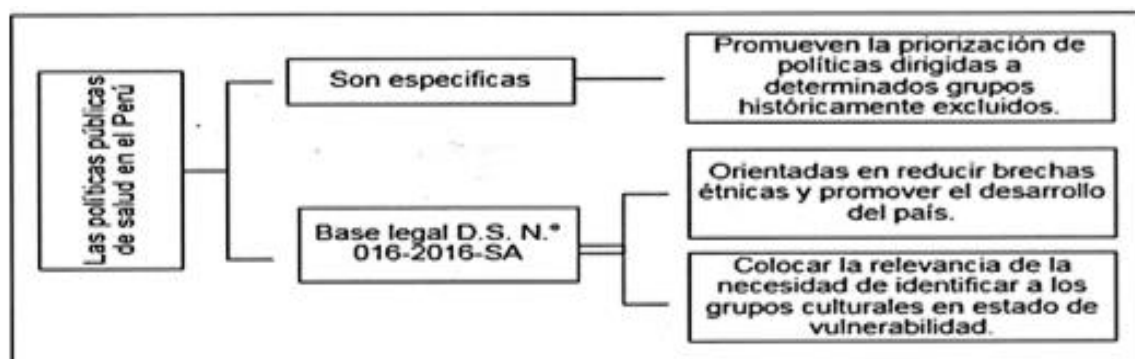 Las políticas públicas
de salud en el Perú
Son especificas
Promueven la priorización de
políticas dirigidas a
determinados grupos
históricamente excluidos.
Base legal D.S. N.°
016-2016-SA
Orientadas en reducir brechas
étnicas y promover el desarrollo
del país.
Colocar la relevancia de la
necesidad de identificar a los
grupos culturales en estado de
vulnerabilidad.